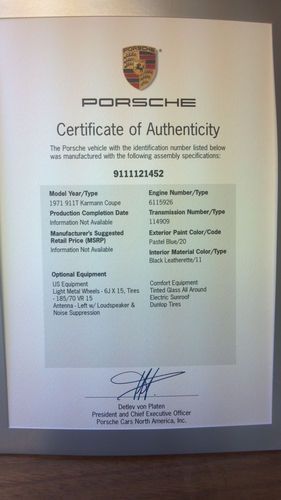 PORSCHE
Certificate of Authenticity
The Porsche vehicle with the identification number listed below
was manufactured with the following assembly specifications:
9111121452
Model Year/Type
1971 911T Karmann Coupe
Production Completion Date
Information Not Available
Manufacturer's Suggested
Retail Price (MSRP)
Information Not Available
Engine Number/Type
6115926
Transmission Number/Type
114909
Exterior Paint Color/Code
Pastel Blue/20
Interior Material Color/Type
Black Leatherette/11
Optional Equipment
US Equipment
Light Metal Wheels - 6J X 15, Tires
- 185/70 VR 15
Antenna - Left w/ Loudspeaker &
Noise Suppression
Comfort Equipment
Tinted Glass All Around
Electric Sunroof
Dunlop Tires
Detlev von Platen
President and Chief Executive Officer
Porsche Cars North America, Inc.